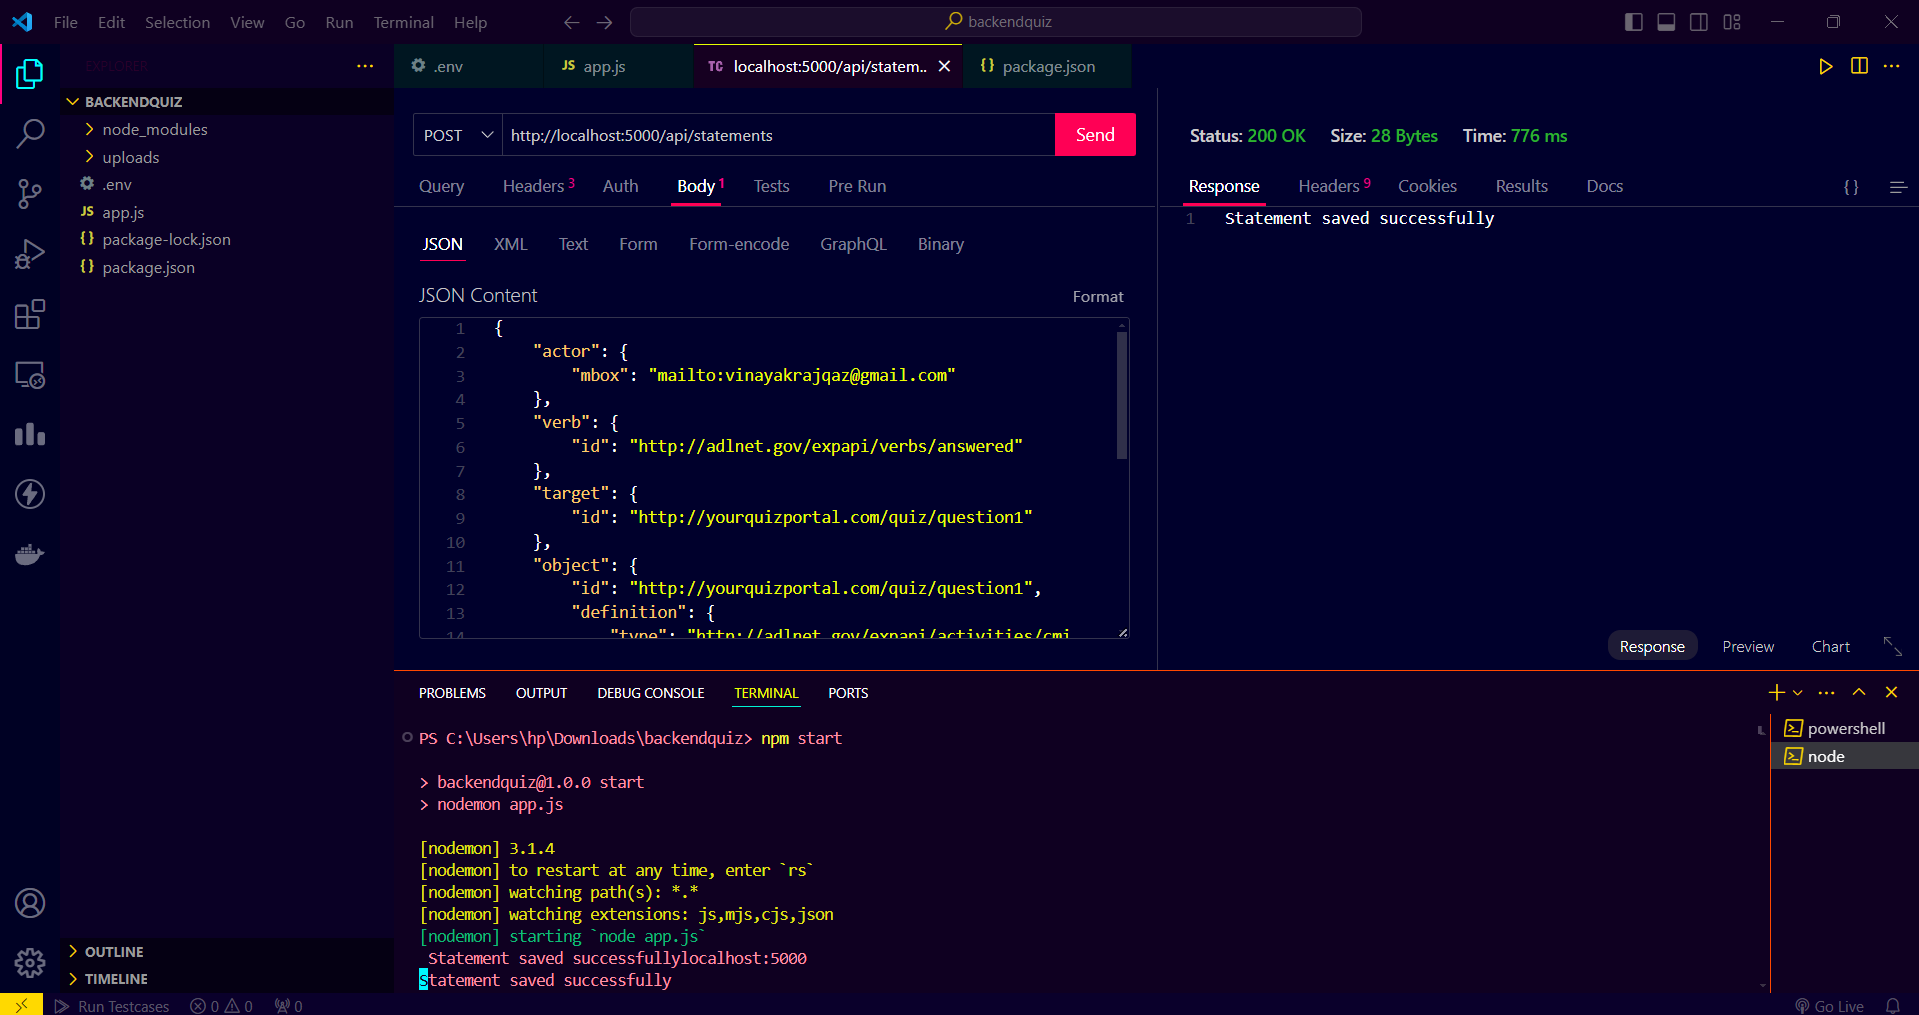 File Edit Selection View Go Run Terminal Help
backendquiz
EXPLORER
BACKENDQUIZ
node_modules
uploads
.env
app.js
package-lock.json
package.json
OUTLINE
TIMELINE
.env
JS app.js
TC localhost:5000/api/statem..
{} package.json
POST http://localhost:5000/api/statements Send
Query Headers 3 Auth Body 1 Tests Pre Run
JSON XML Text Form Form-encode GraphQL Binary
JSON Content Format
1 {
2 "actor": {
3 "mbox": "mailto:vinayakrajqaz@gmail.com"
4 },
5 "verb": {
6 "id": "http://adlnet.gov/expapi/verbs/answered"
7 },
8 "target": {
9 "id": "http://yourquizportal.com/quiz/question1"
10 },
11 "object": {
12 "id": "http://yourquizportal.com/quiz/question1",
13 "definition": {
14 "type": "http://adlnet.gov/expapi/activities/cmi
Status: 200 OK Size: 28 Bytes Time: 776 ms
Response Headers 9 Cookies Results Docs {}
1 Statement saved successfully
Response Preview Chart
PROBLEMS OUTPUT DEBUG CONSOLE TERMINAL PORTS
PS C:\Users\hp\Downloads\backendquiz> npm start
> backendquiz@1.0.0 start
> nodemon app.js
[nodemon] 3.1.4
[nodemon] to restart at any time, enter `rs`
[nodemon] watching path(s): *.*
[nodemon] watching extensions: js,mjs,cjs,json
[nodemon] starting `node app.js`
Statement saved successfullylocalhost:5000
Statement saved successfully
powershell
node
Run Testcases 0 0 0 Go Live